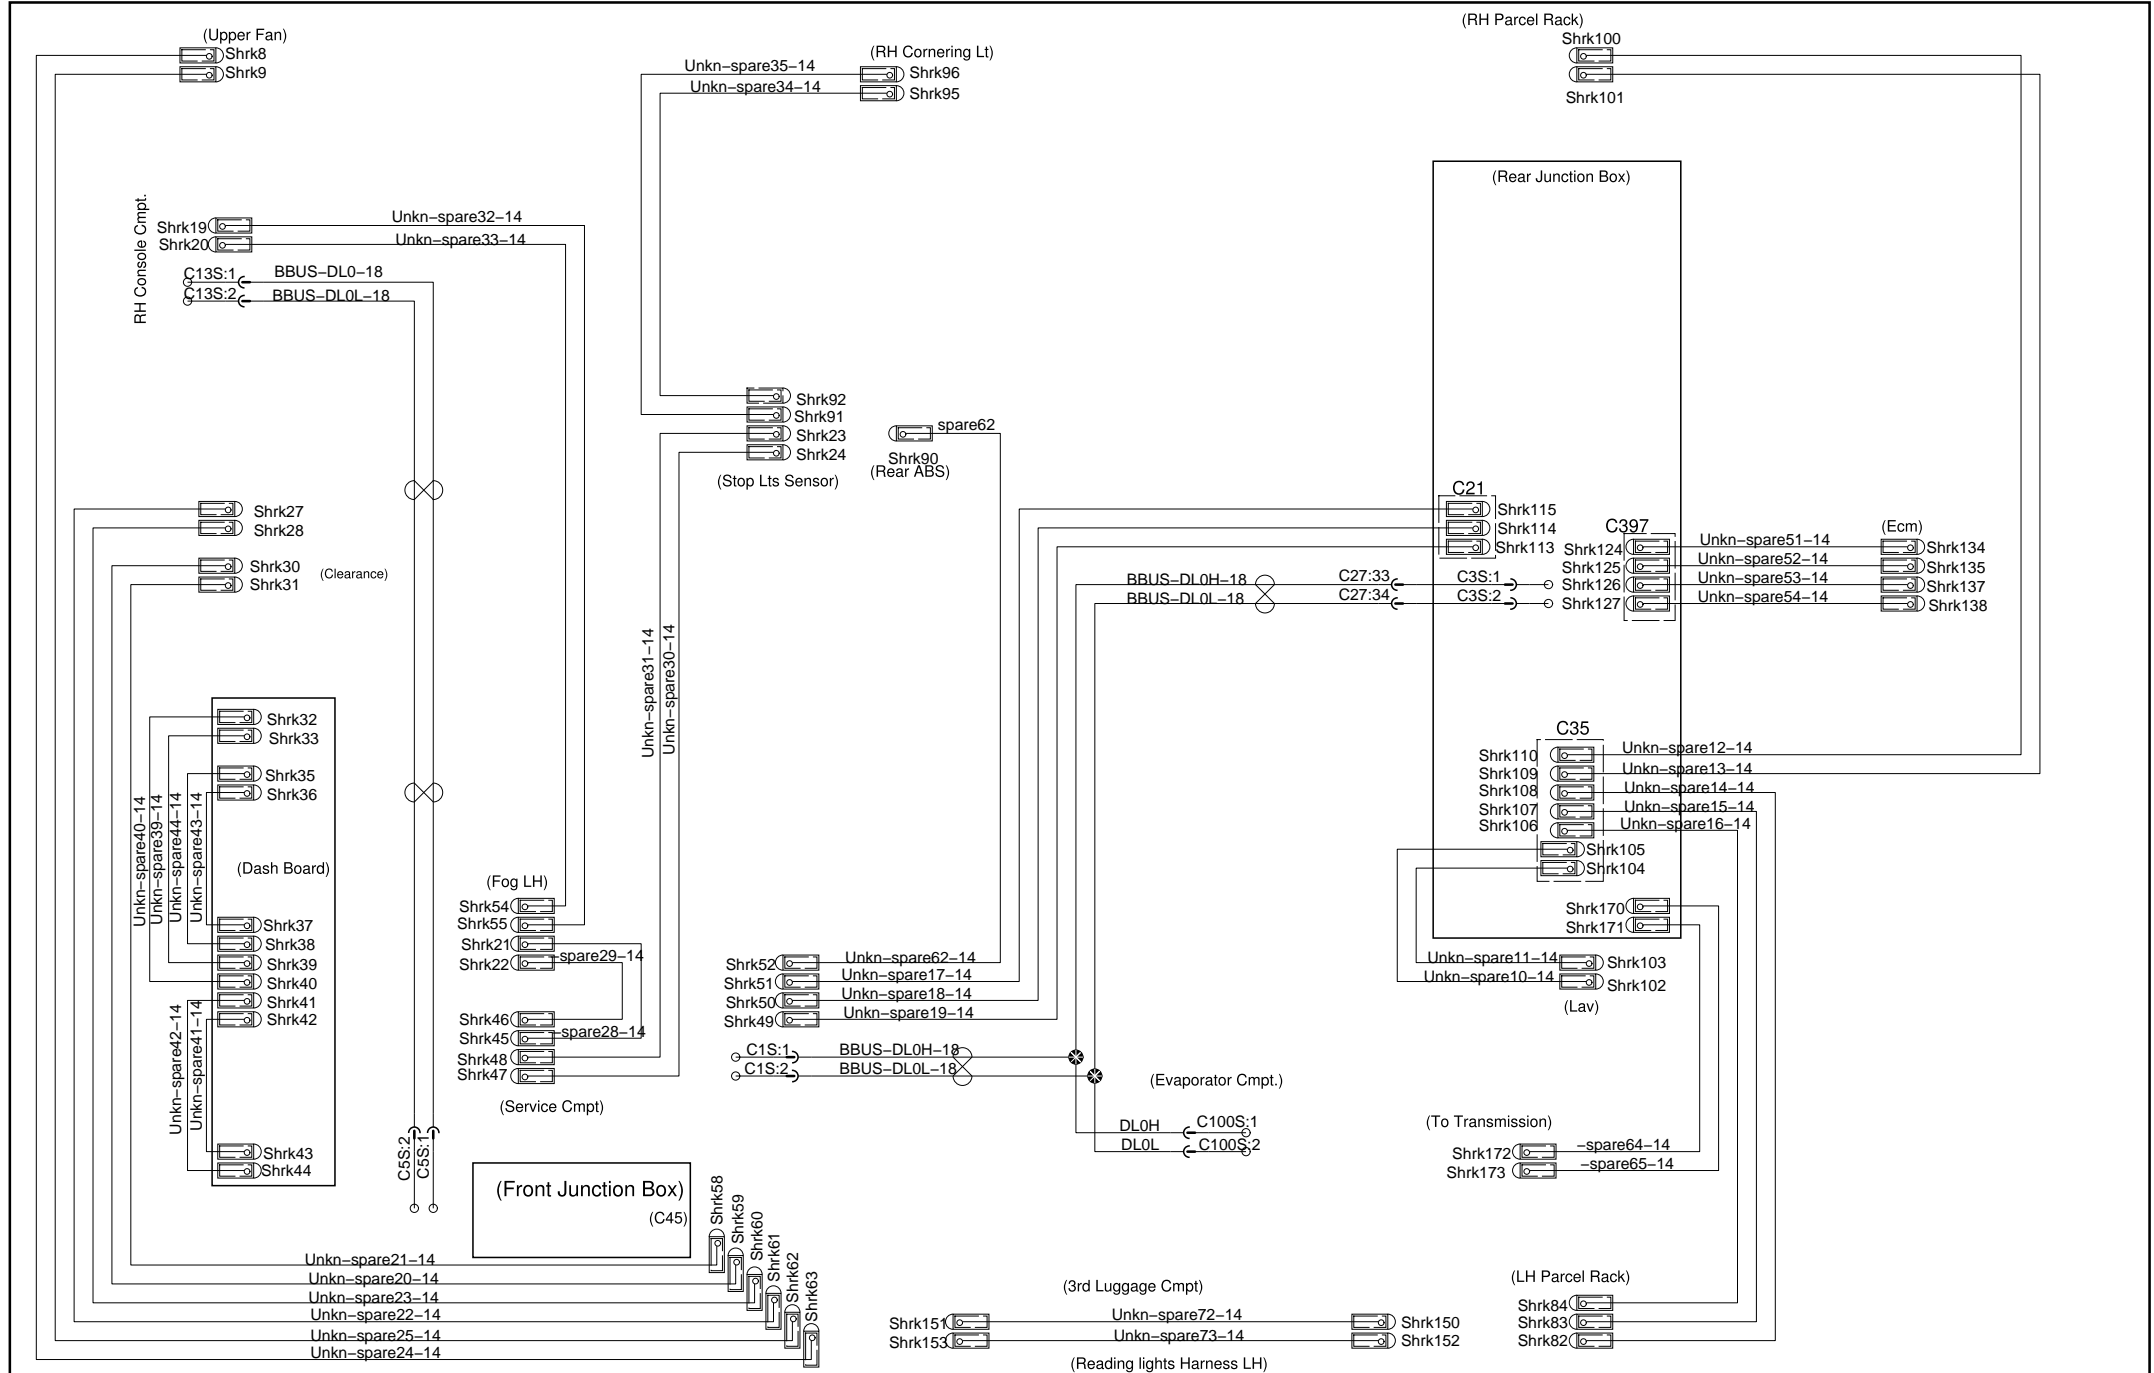 (Upper Fan)
Shrk8
Shrk9
(RH Cornering Lt)
Unkn–spare35–14
Shrk96
Unkn–spare34–14
Shrk95
(RH Parcel Rack)
Shrk100
Shrk101
(Rear Junction Box)
RH Console Cmpt.
Shrk19
Unkn–spare32–14
Shrk20
Unkn–spare33–14
C13S:1
BBUS–DL0–18
C13S:2
BBUS–DL0L–18
Shrk92
Shrk91
Shrk23
Shrk24
(Stop Lts Sensor)
spare62
Shrk90
(Rear ABS)
Shrk27
Shrk28
Shrk30
Shrk31
(Clearance)
C21
Shrk115
Shrk114
Shrk113
C397
Shrk124
Shrk125
Shrk126
Shrk127
Unkn–spare51–14
Unkn–spare52–14
Unkn–spare53–14
Unkn–spare54–14
(Ecm)
Shrk134
Shrk135
Shrk137
Shrk138
BBUS–DL0H–18
C27:33
C3S:1
BBUS–DL0L–18
C27:34
C3S:2
Unkn–spare31–14
Unkn–spare30–14
Shrk32
Shrk33
Shrk35
Shrk36
Unkn–spare40–14
Unkn–spare39–14
Unkn–spare44–14
Unkn–spare43–14
(Dash Board)
Shrk37
Shrk38
Shrk39
Shrk40
Shrk41
Shrk42
Unkn–spare42–14
Unkn–spare41–14
Shrk43
Shrk44
C5S:2
C5S:1
(Fog LH)
Shrk54
Shrk55
Shrk21
Shrk22
–spare29–14
Shrk46
Shrk45
–spare28–14
Shrk48
Shrk47
(Service Cmpt)
Shrk52
Unkn–spare62–14
Shrk51
Unkn–spare17–14
Shrk50
Unkn–spare18–14
Shrk49
Unkn–spare19–14
C1S:1
BBUS–DL0H–18
C1S:2
BBUS–DL0L–18
(Evaporator Cmpt.)
DL0H
C100S:1
DL0L
C100S:2
C35
Shrk110
Unkn–spare12–14
Shrk109
Unkn–spare13–14
Shrk108
Unkn–spare14–14
Shrk107
Unkn–spare15–14
Shrk106
Unkn–spare16–14
Shrk105
Shrk104
Shrk170
Shrk171
Unkn–spare11–14
Shrk103
Unkn–spare10–14
Shrk102
(Lav)
(To Transmission)
Shrk172
–spare64–14
Shrk173
–spare65–14
(Front Junction Box)
(C45)
Shrk58
Shrk59
Shrk60
Shrk61
Shrk62
Shrk63
Unkn–spare21–14
Unkn–spare20–14
Unkn–spare23–14
Unkn–spare22–14
Unkn–spare25–14
Unkn–spare24–14
(3rd Luggage Cmpt)
Shrk151
Unkn–spare72–14
Shrk150
Shrk153
Unkn–spare73–14
Shrk152
(Reading lights Harness LH)
(LH Parcel Rack)
Shrk84
Shrk83
Shrk82